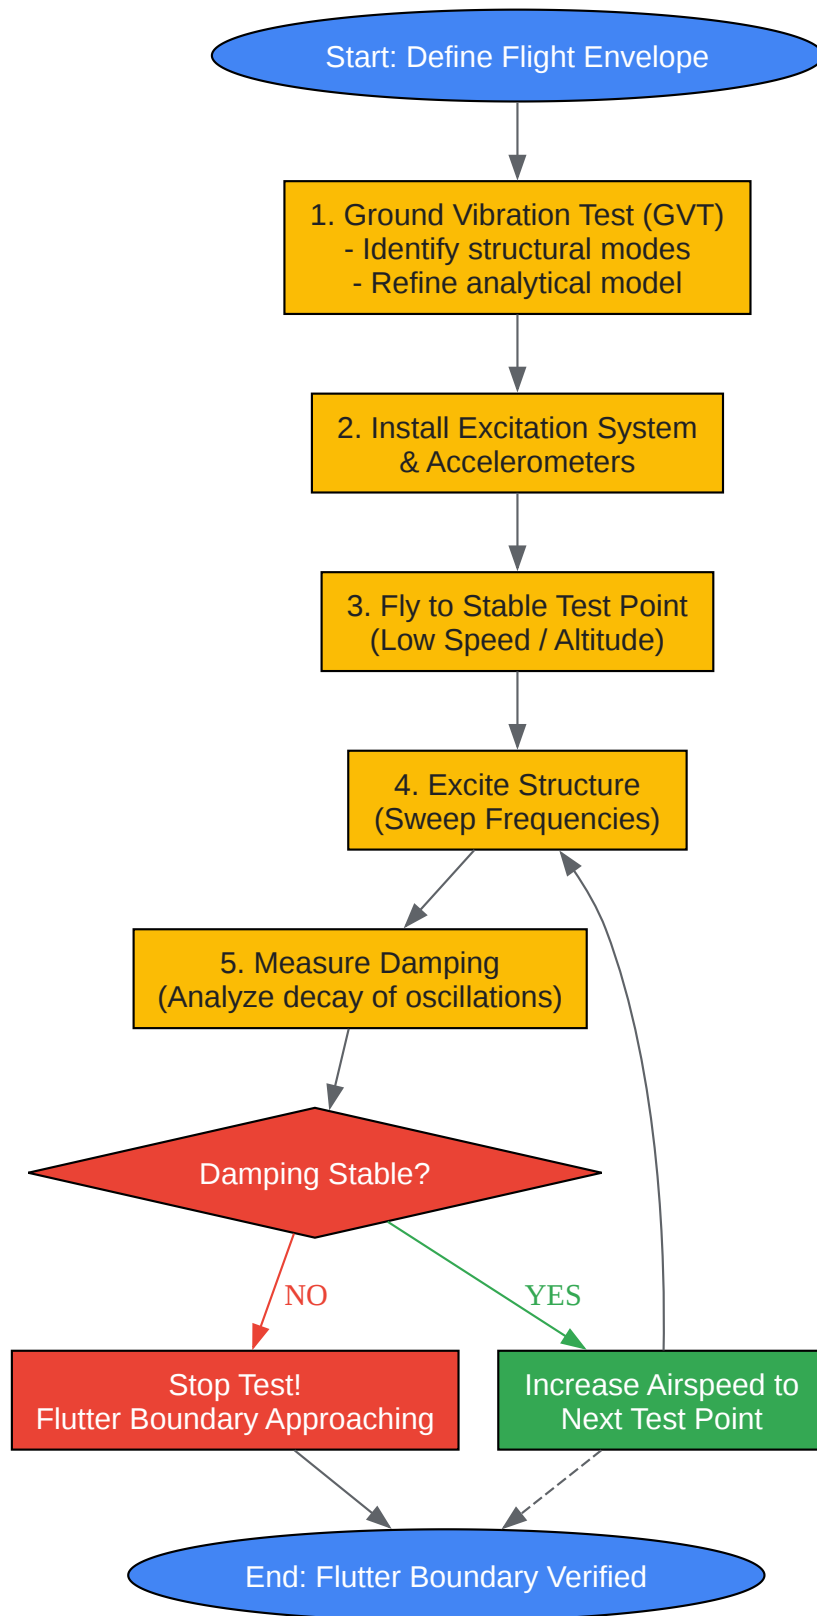 Start: Define Flight Envelope
1. Ground Vibration Test (GVT)
- Identify structural modes
- Refine analytical model
2. Install Excitation System
& Accelerometers
3. Fly to Stable Test Point
(Low Speed / Altitude)
4. Excite Structure
(Sweep Frequencies)
5. Measure Damping
(Analyze decay of oscillations)
Damping Stable?
NO
YES
Stop Test!
Flutter Boundary Approaching
Increase Airspeed to
Next Test Point
End: Flutter Boundary Verified